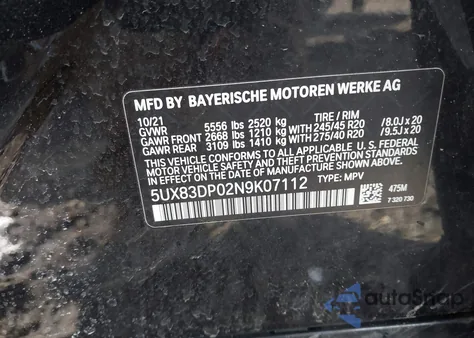 MFD BY BAYERISCHE MOTOREN WERKE AG
10/21 TIRE / RIM
GVWR 5556 lbs 2520 kg
GAWR FRONT 2668 lbs 1210 kg WITH 245/45 R20 /8.0J x 20
GAWR REAR 3109 lbs 1410 kg WITH 275/40 R20 /9.5J x 20
THIS VEHICLE CONFORMS TO ALL APPLICABLE U.S. FEDERAL
MOTOR VEHICLE SAFETY AND THEFT PREVENTION STANDARDS
IN EFFECT ON THE DATE OF MANUFACTURE SHOWN ABOVE.
5UX83DP02N9K07112 TYPE: MPV 475M
7 320 730
autoSnap